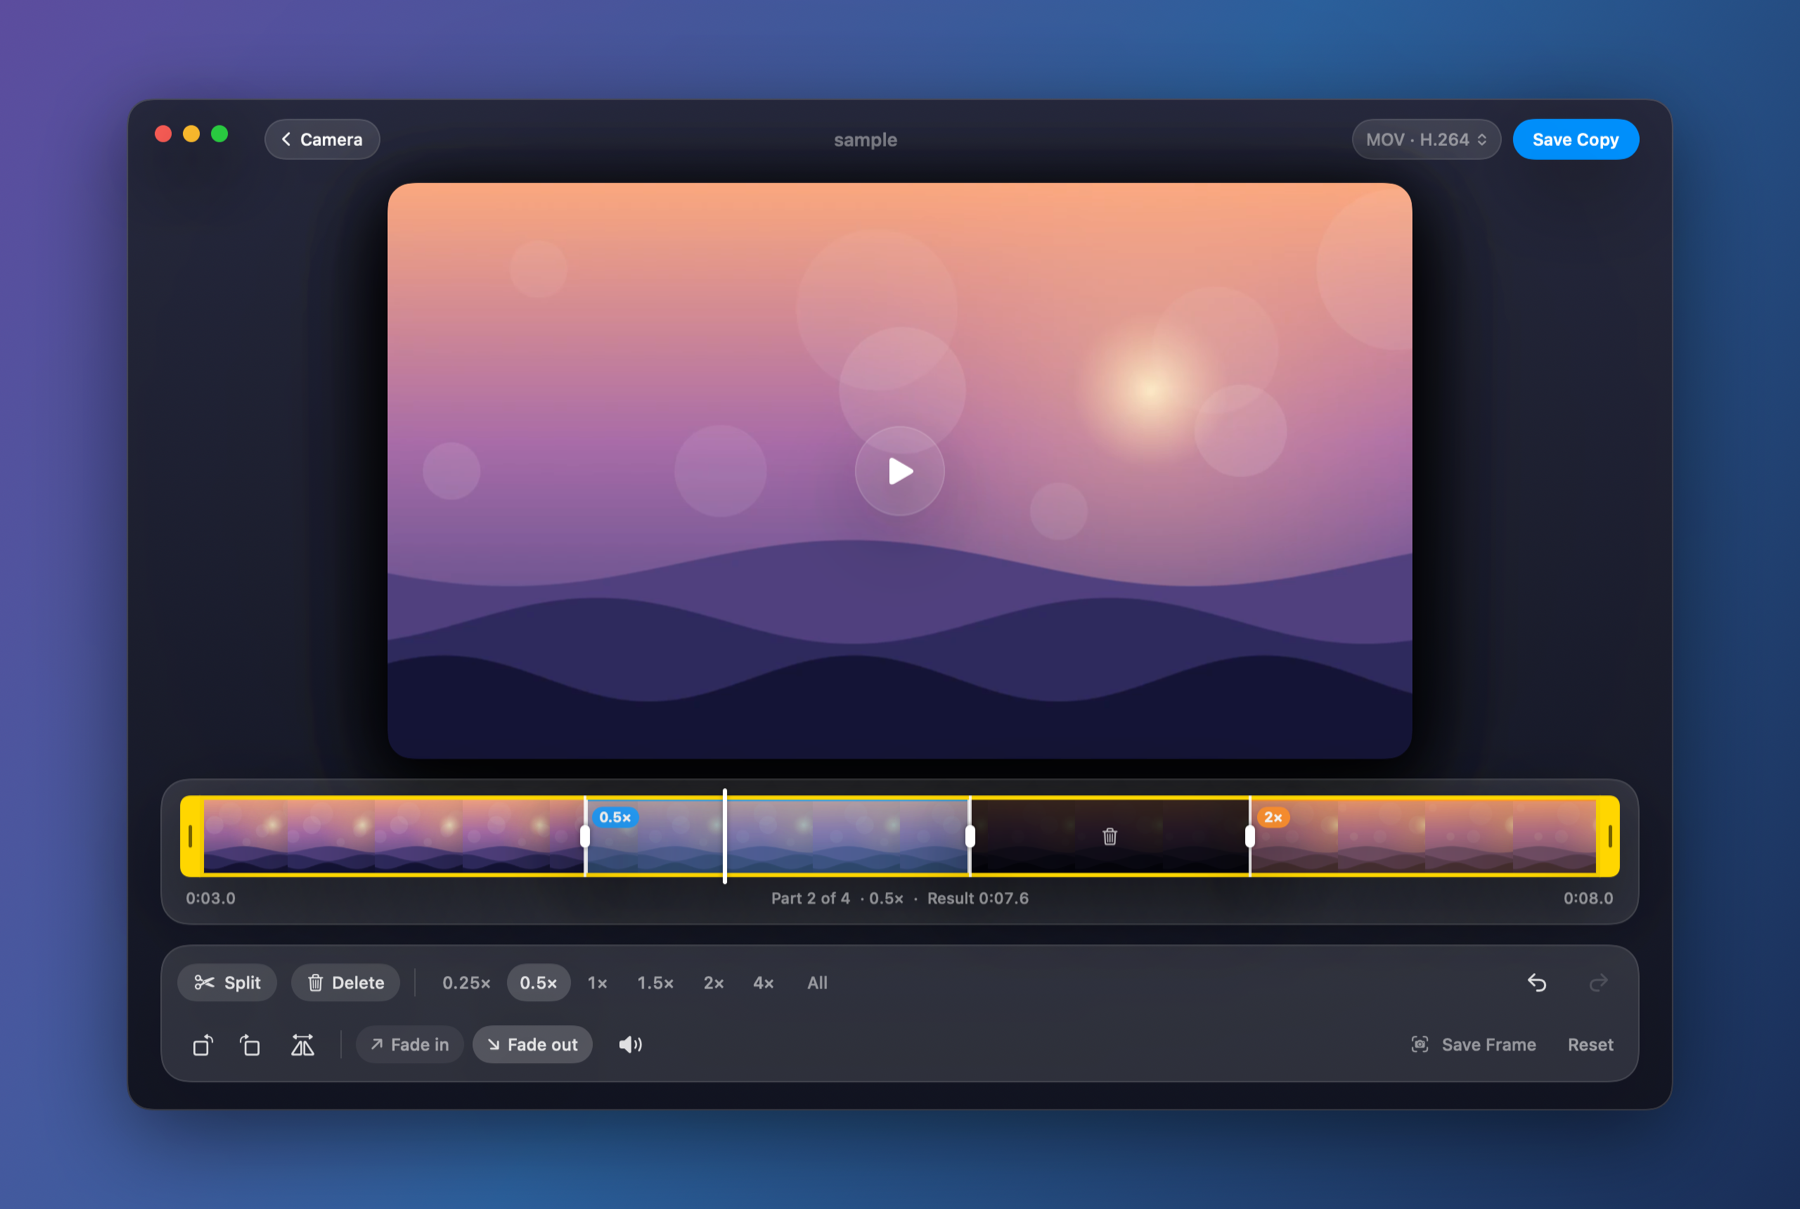 Camera
sample
MOV · H.264
Save Copy
0.5×
2×
0:03.0
Part 2 of 4 · 0.5× · Result 0:07.6
0:08.0
Split
Delete
0.25×
0.5×
1×
1.5×
2×
4×
All
Fade in
Fade out
Save Frame
Reset